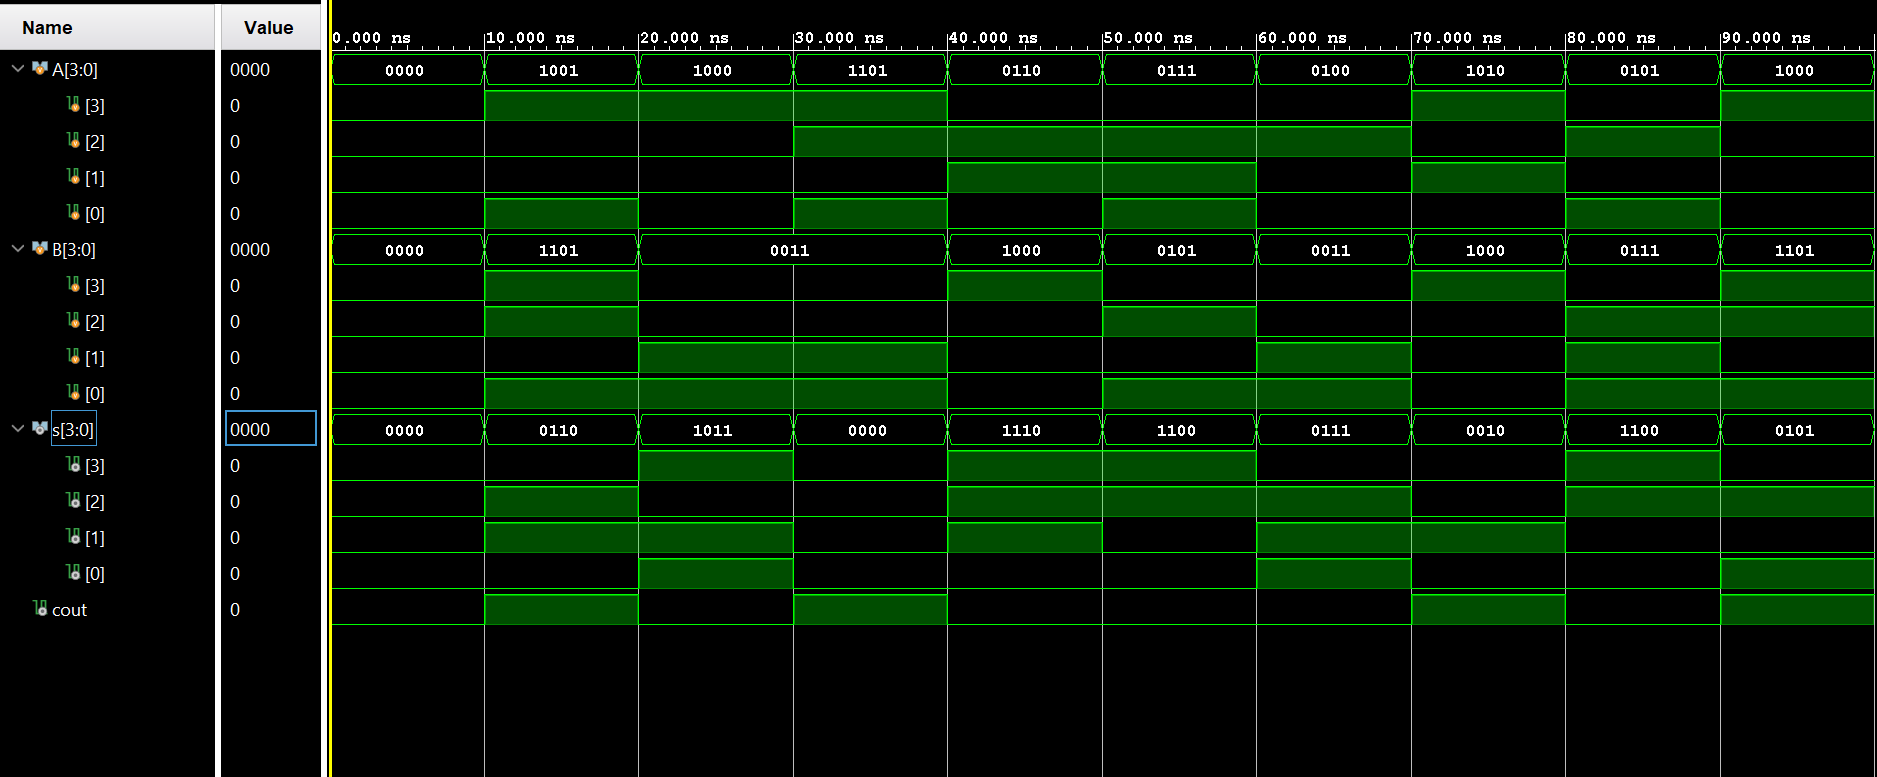 Name Value
0.000 ns 10.000 ns 20.000 ns 30.000 ns 40.000 ns 50.000 ns 60.000 ns 70.000 ns 80.000 ns 90.000 ns
A[3:0] 0000 0000 1001 1000 1101 0110 0111 0100 1010 0101 1000
[3] 0
[2] 0
[1] 0
[0] 0
B[3:0] 0000 0000 1101 0011 1000 0101 0011 1000 0111 1101
[3] 0
[2] 0
[1] 0
[0] 0
s[3:0] 0000 0000 0110 1011 0000 1110 1100 0111 0010 1100 0101
[3] 0
[2] 0
[1] 0
[0] 0
cout 0